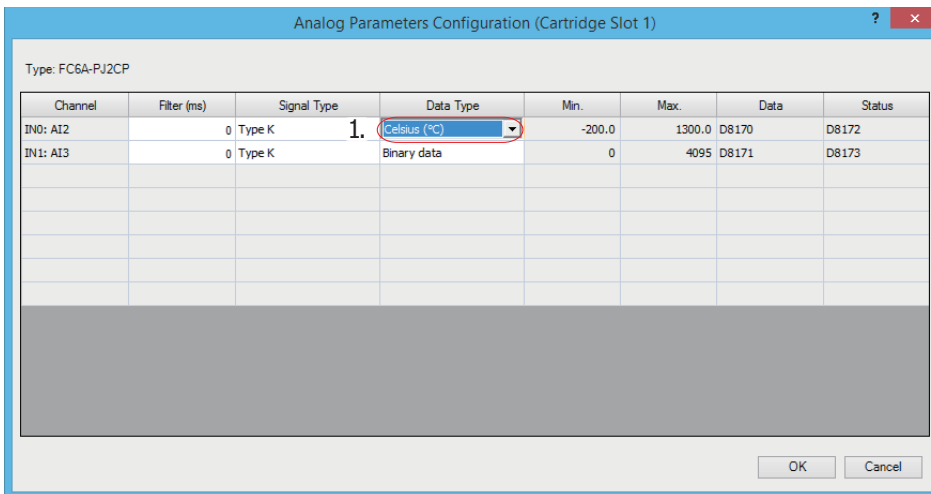 Analog Parameters Configuration (Cartridge Slot 1)
? ×
Type: FC6A-PJ2CP
Channel Filter (ms) Signal Type Data Type Min. Max. Data Status
IN0: AI2 0 Type K 1. Celsius (°C) -200.0 1300.0 D8170 D8172
IN1: AI3 0 Type K Binary data 0 4095 D8171 D8173
OK Cancel